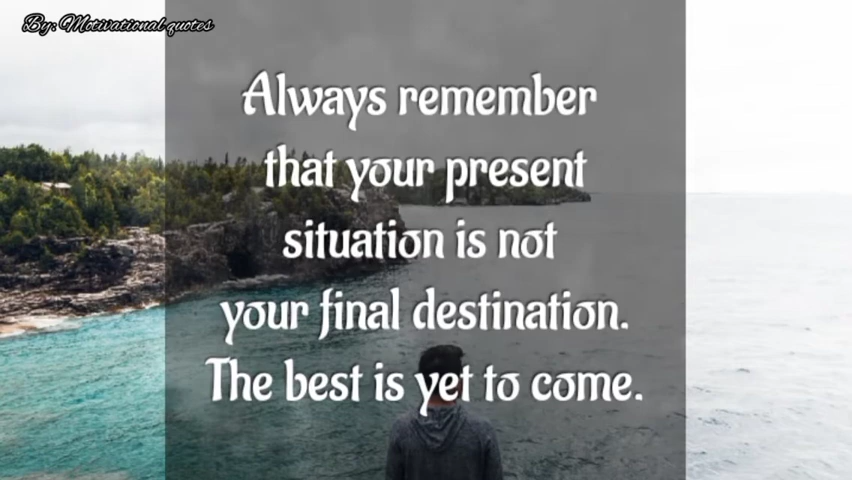 By: Motivational quotes
Always remember
that your present
situation is not
your final destination.
The best is yet to come.